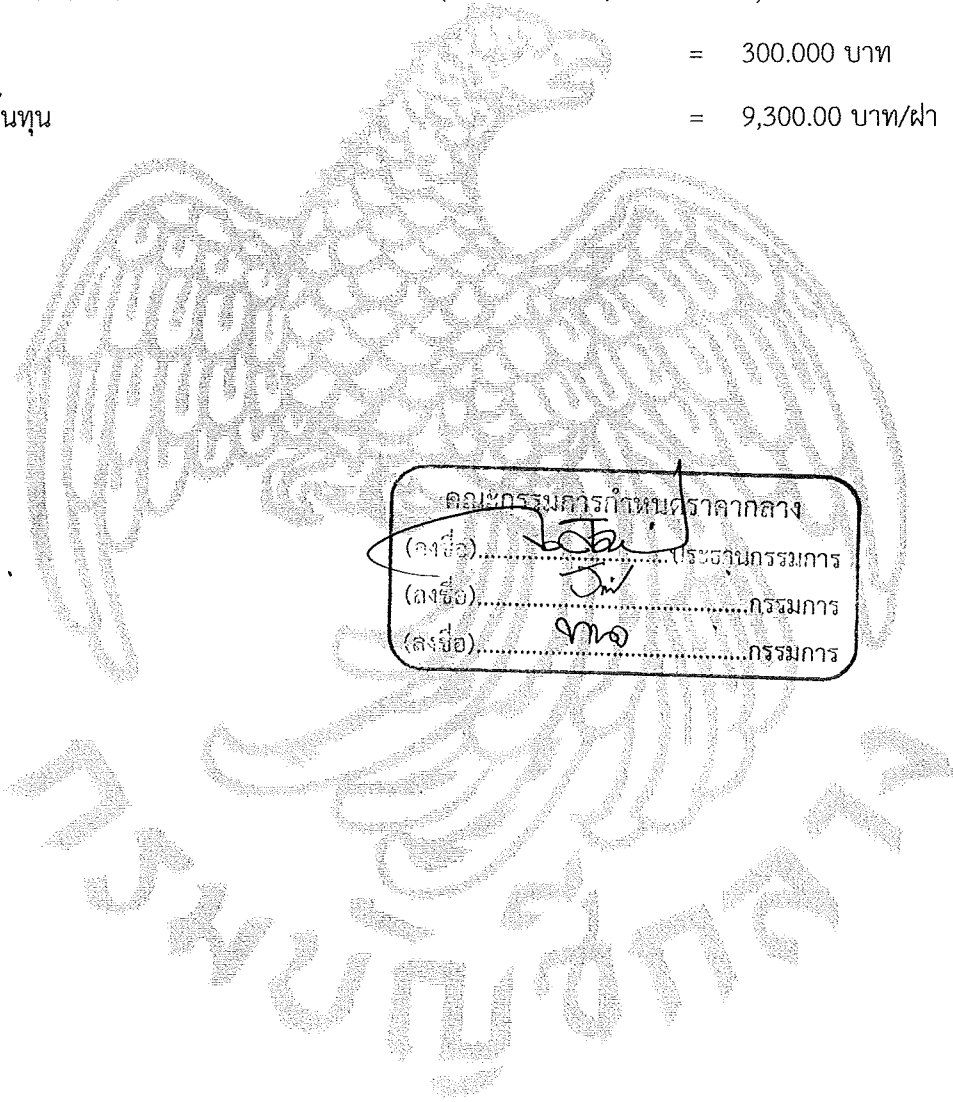 = 300.000 บาท
นทุน = 9,300.00 บาท/ฝา
คณะกรรมการกำหนดราคากลาง
(ลงชื่อ)..............................ประธานกรรมการ
(ลงชื่อ)..............................กรรมการ
(ลงชื่อ)..............................กรรมการ
กรมบัญชีกลาง